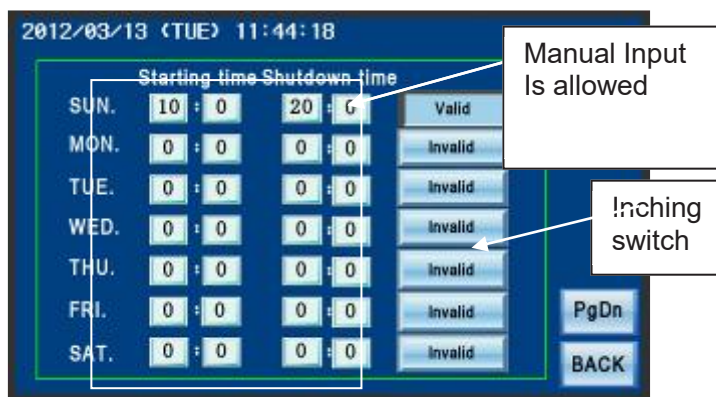 2012/03/13 (TUE) 11:44:18
Manual Input
Is allowed
Starting time Shutdown time
SUN. 10 : 0 20 : 0 Valid
MON. 0 : 0 0 : 0 Invalid
TUE. 0 : 0 0 : 0 Invalid
Inching
switch
WED. 0 : 0 0 : 0 Invalid
THU. 0 : 0 0 : 0 Invalid
FRI. 0 : 0 0 : 0 Invalid
PgDn
SAT. 0 : 0 0 : 0 Invalid
BACK